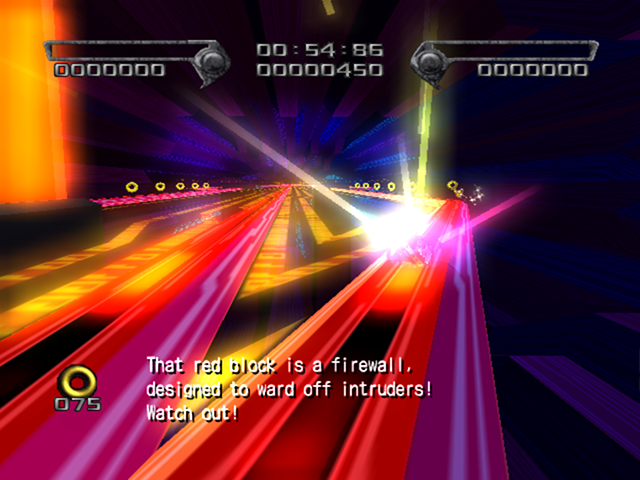 00:54:86
0000000 00000450 0000000
That red block is a firewall,
designed to ward off intruders!
Watch out!
075